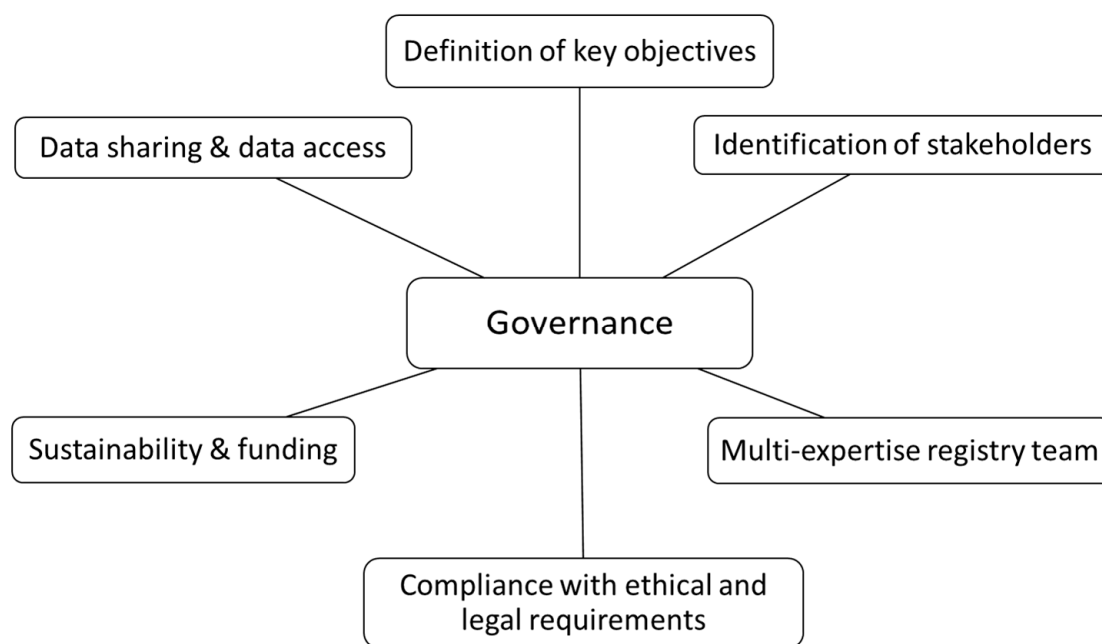 Definition of key objectives
Data sharing & data access
Identification of stakeholders
Governance
Sustainability & funding
Multi-expertise registry team
Compliance with ethical and
legal requirements